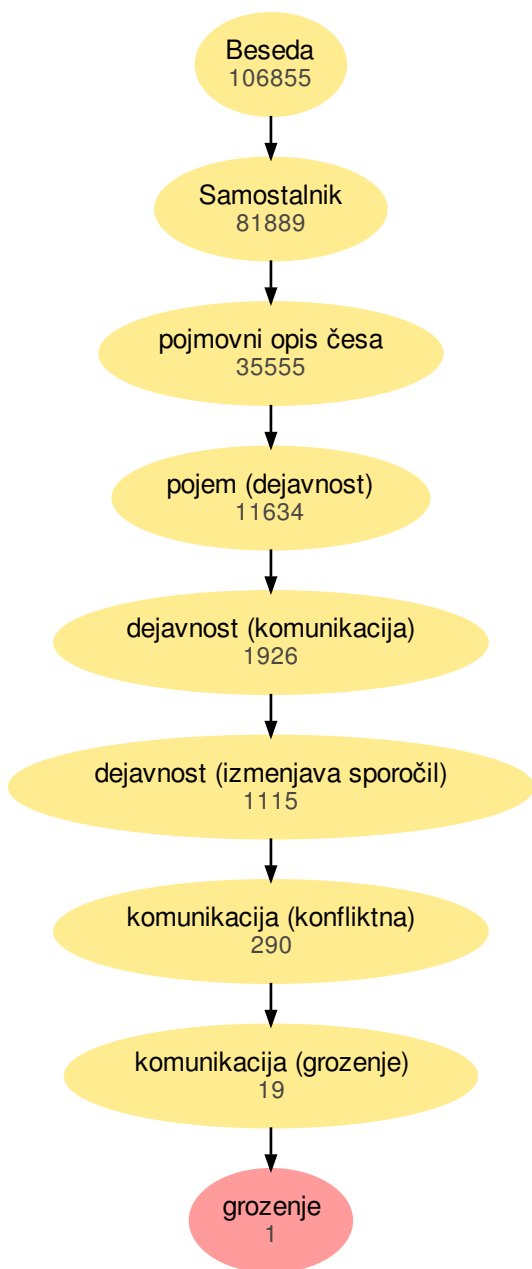 Beseda
106855
Samostalnik
81889
pojmovni opis česa
35555
pojem (dejavnost)
11634
dejavnost (komunikacija)
1926
dejavnost (izmenjava sporočil)
1115
komunikacija (konfliktna)
290
komunikacija (grozenje)
19
grozenje
1